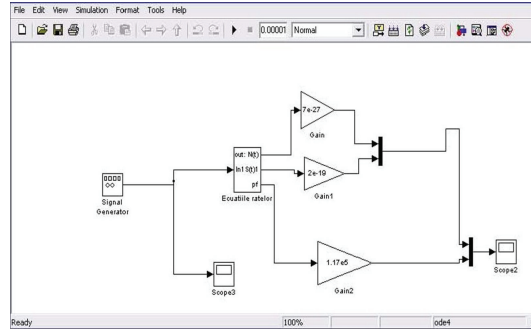 File Edit View Simulation Format Tools Help
0.00001 Normal
7e-27
Gain
out: N(t)
In1 S(t)1
pf
Ecuatiile ratelor
2e-19
Gain1
Signal
Generator
1.17e5
Gain2
Scope2
Scope3
Ready 100% ode4